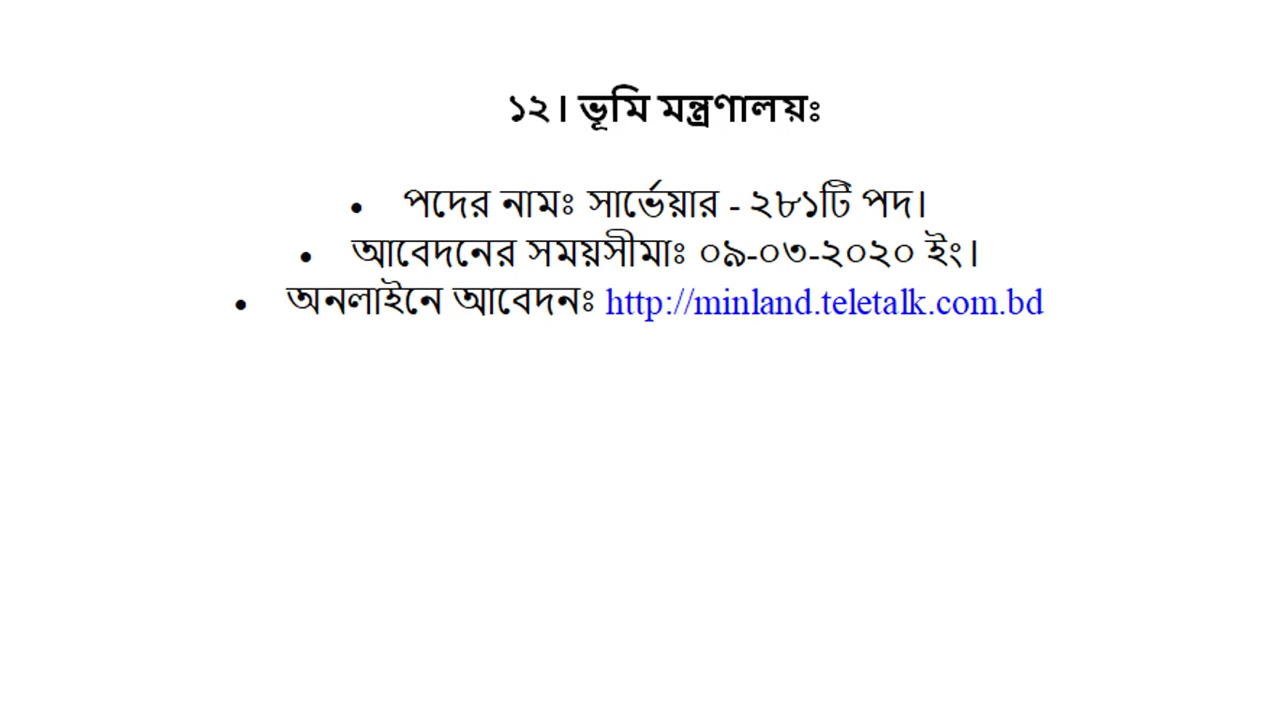 ১২। ভূমি মন্ত্রণালয়ঃ
• পদের নামঃ সার্ভেয়ার - ২৮১টি পদ।
• আবেদনের সময়সীমাঃ ০৯-০৩-২০২০ ইং।
• অনলাইনে আবেদনঃ http://minland.teletalk.com.bd